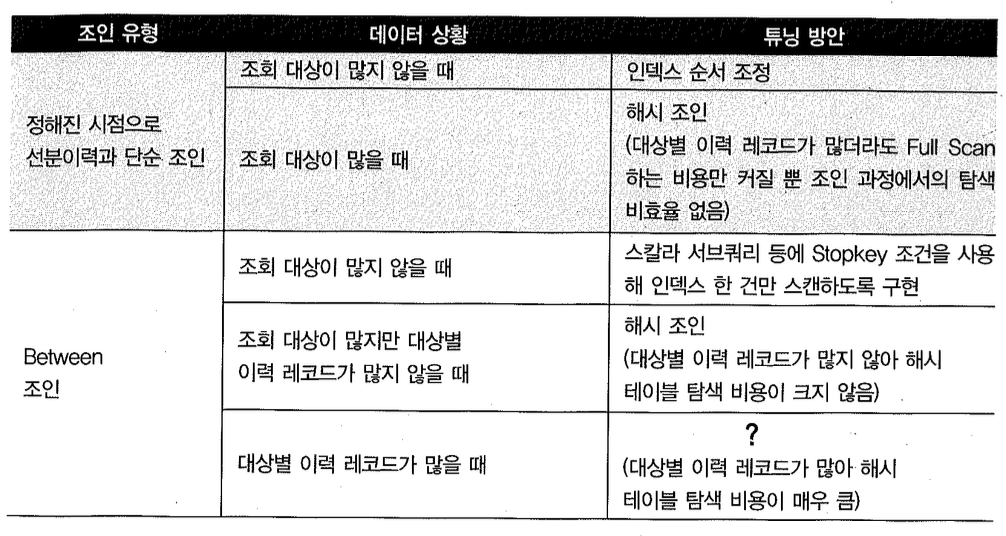 조인 유형 데이터 상황 튜닝 방안
조회 대상이 많지 않을 때 인덱스 순서 조정
정해진 시점으로
선분이력과 단순 조인
조회 대상이 많을 때
해시 조인
(대상별 이력 레코드가 많더라도 Full Scan
하는 비용만 커질 뿐 조인 과정에서의 탐색
비효율 없음)
Between
조인
조회 대상이 많지 않을 때
스칼라 서브쿼리 등에 Stopkey 조건을 사용
해 인덱스 한 건만 스캔하도록 구현
조회 대상이 많지만 대상별
이력 레코드가 많지 않을 때
해시 조인
(대상별 이력 레코드가 많지 않아 해시
테이블 탐색 비용이 크지 않음)
대상별 이력 레코드가 많을 때
?
(대상별 이력 레코드가 많아 해시
테이블 탐색 비용이 매우 큼)